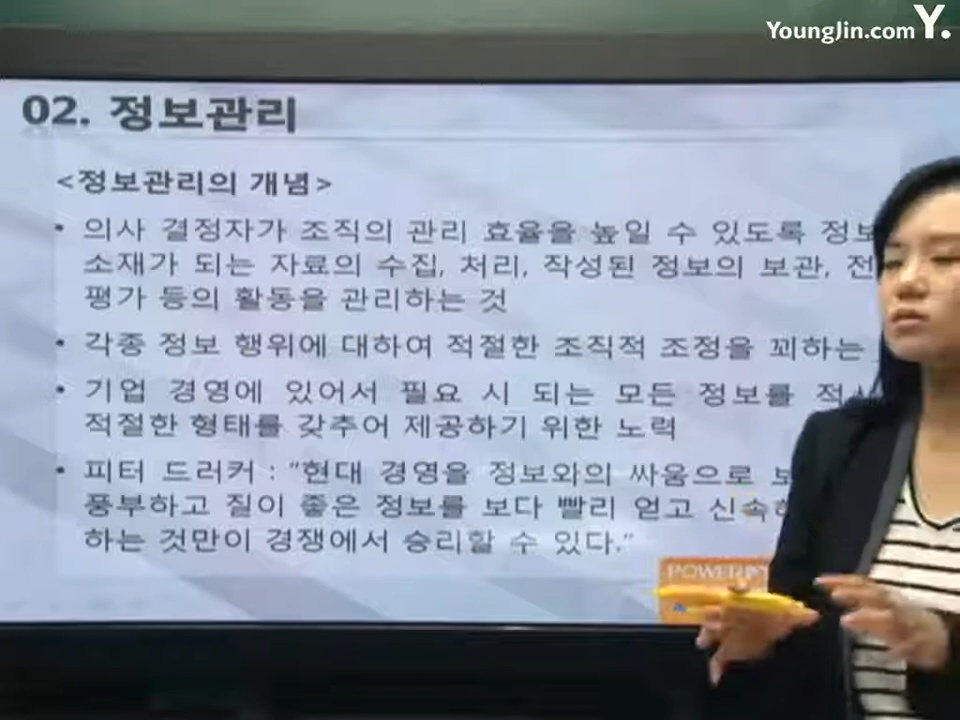 YoungJin.com Y.
02. 정보관리
<정보관리의 개념>
• 의사 결정자가 조직의 관리 효율을 높일 수 있도록 정보
소재가 되는 자료의 수집, 처리, 작성된 정보의 보관,
평가 등의 활동을 관리하는 것
• 각종 정보 행위에 대하여 적절한 조직적 조정을 꾀하는
• 기업 경영에 있어서 필요 시 되는 모든 정보를
적절한 형태를 갖추어 제공하기 위한 노력
• 피터 드러커 : "현대 경영을 정보와의 싸움으로
풍부하고 질이 좋은 정보를 보다 빨리 얻고
하는 것만이 경쟁에서 승리할 수 있다."